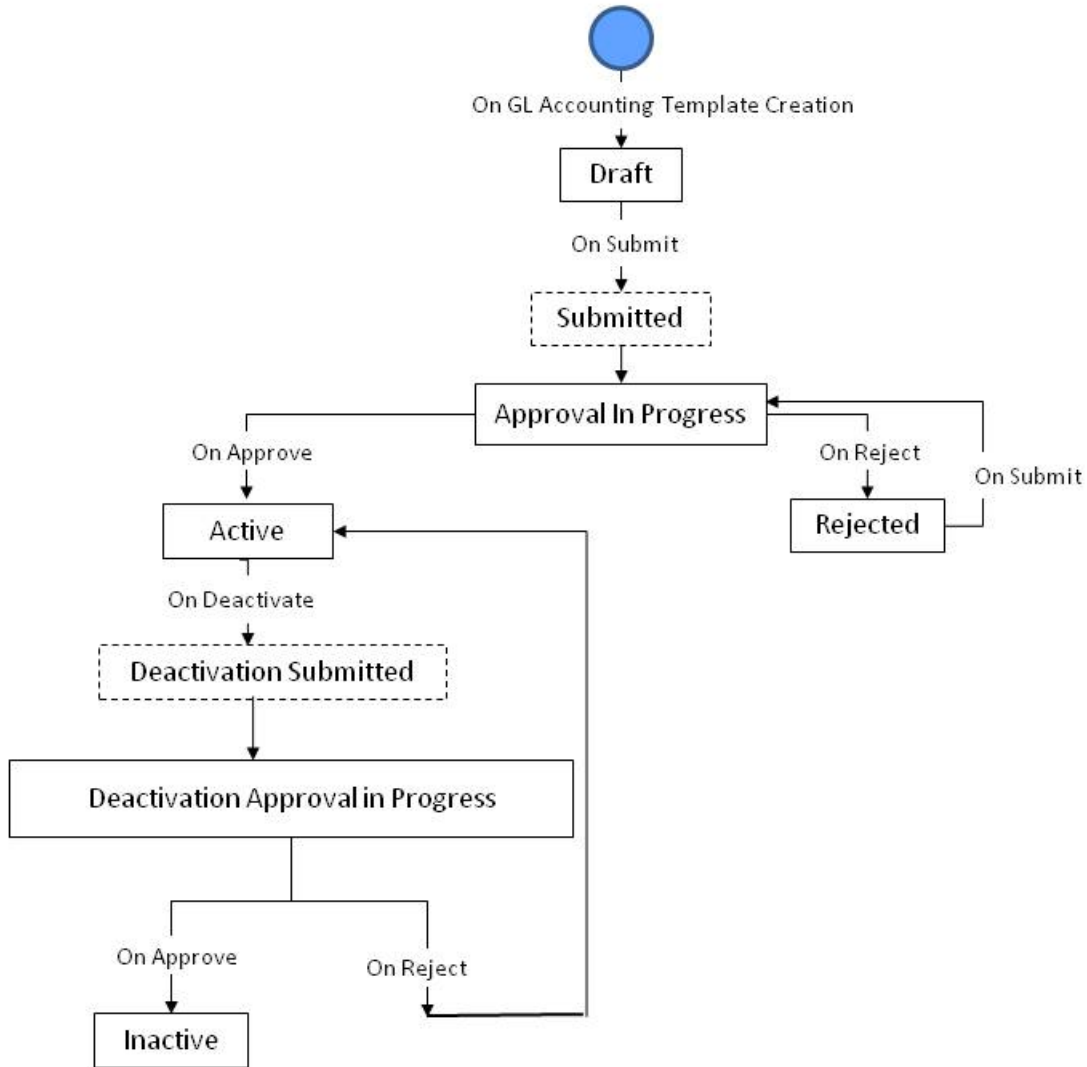 On GL Accounting Template Creation
Draft
On Submit
Submitted
Approval In Progress
On Approve
On Reject
On Submit
Active
Rejected
On Deactivate
Deactivation Submitted
Deactivation Approval in Progress
On Approve
On Reject
Inactive